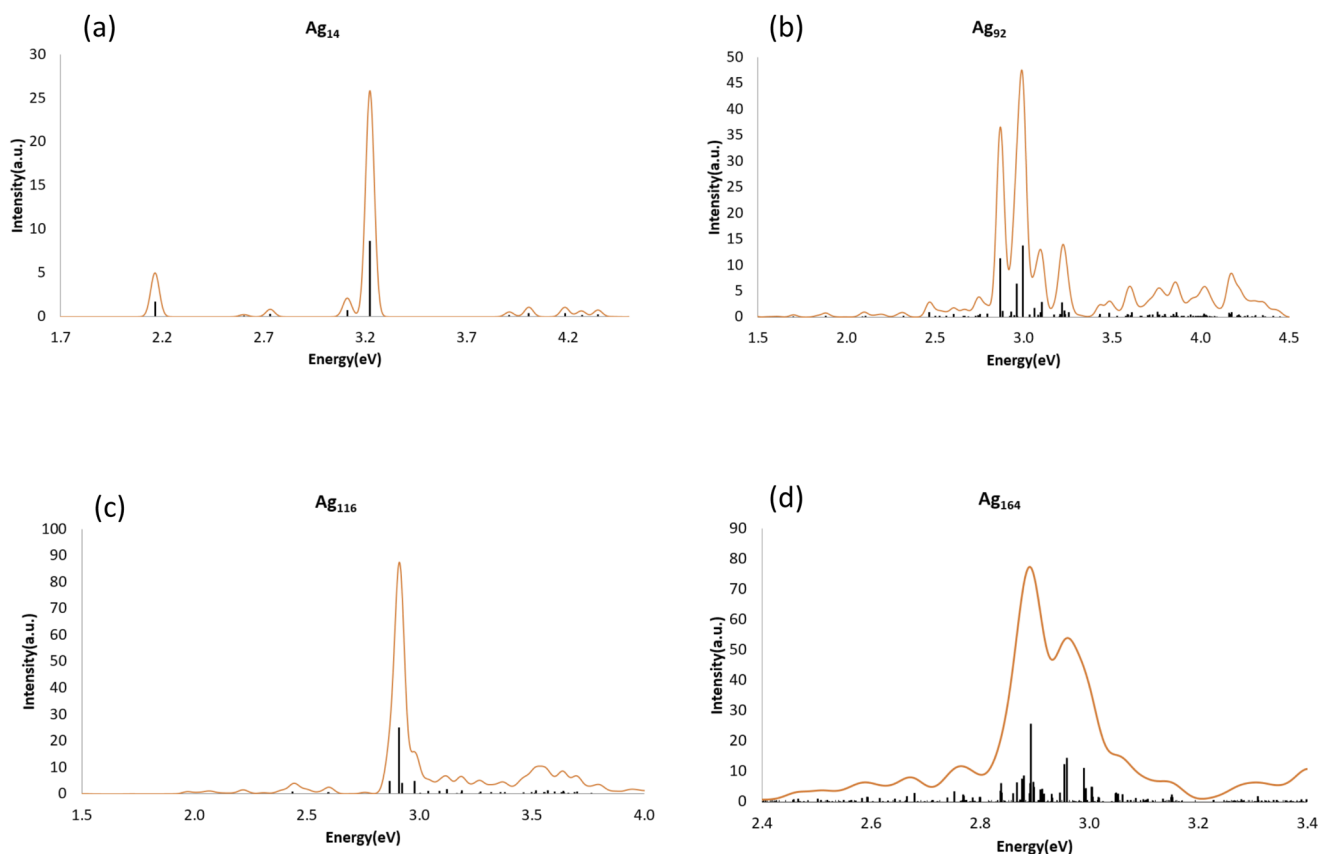 (a)
Ag₁₄
30
25
20
15
10
5
0
Intensity(a.u.)
1.7 2.2 2.7 3.2 3.7 4.2
Energy(eV)
(b)
Ag₉₂
50
45
40
35
30
25
20
15
10
5
0
Intensity(a.u.)
1.5 2.0 2.5 3.0 3.5 4.0 4.5
Energy(eV)
(c)
Ag₁₁₆
100
90
80
70
60
50
40
30
20
10
0
Intensity(a.u.)
1.5 2.0 2.5 3.0 3.5 4.0
Energy(eV)
(d)
Ag₁₆₄
90
80
70
60
50
40
30
20
10
0
Intensity(a.u.)
2.4 2.6 2.8 3.0 3.2 3.4
Energy(eV)